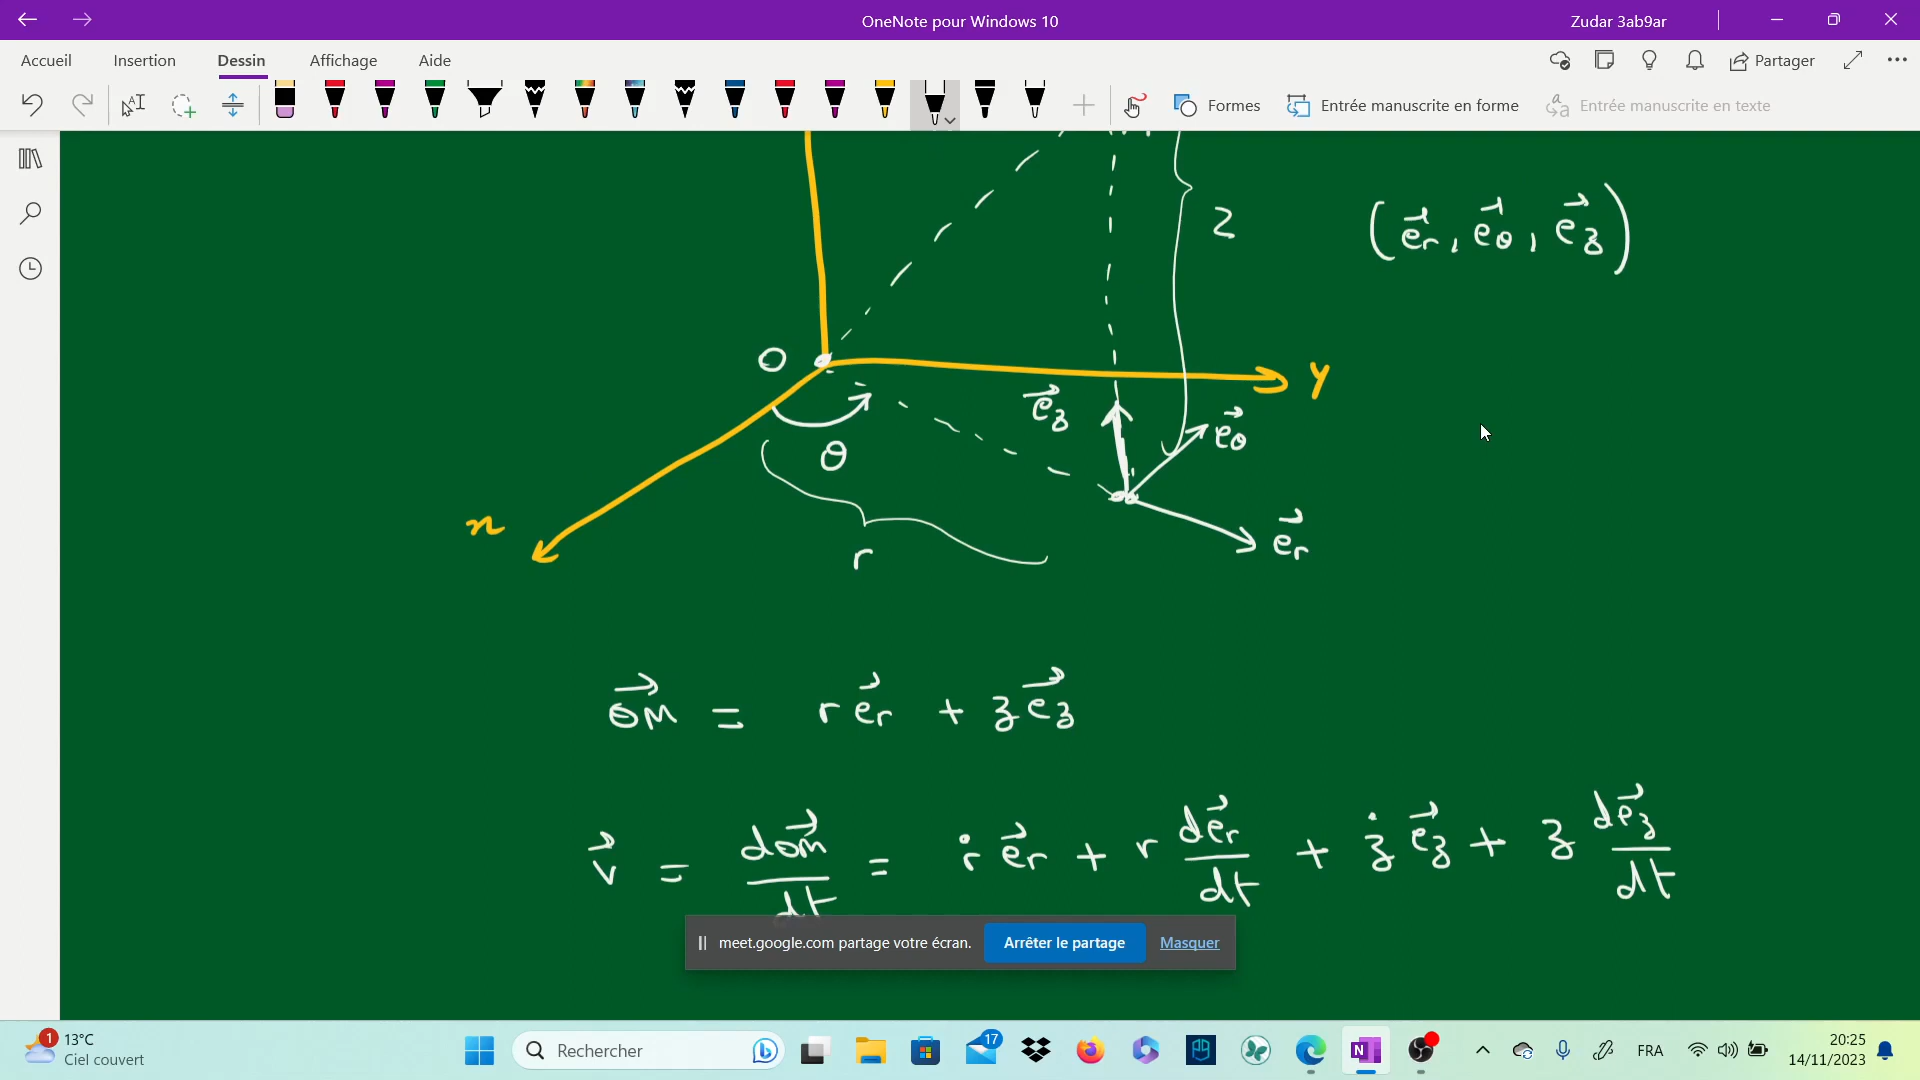 OneNote pour Windows 10
Zudar 3ab9ar
Accueil Insertion Dessin Affichage Aide
Partager
Formes Entrée manuscrite en forme Entrée manuscrite en texte
z
(e⃗r, e⃗θ, e⃗z)
O
y
e⃗z
e⃗θ
θ
x
e⃗r
r
O⃗M = r e⃗r + z e⃗z
v⃗ = dO⃗M/dt = ṙ e⃗r + r de⃗r/dt + ż e⃗z + z de⃗z/dt
meet.google.com partage votre écran. Arrêter le partage Masquer
1 13°C
Ciel couvert
Rechercher
17
FRA
20:25
14/11/2023